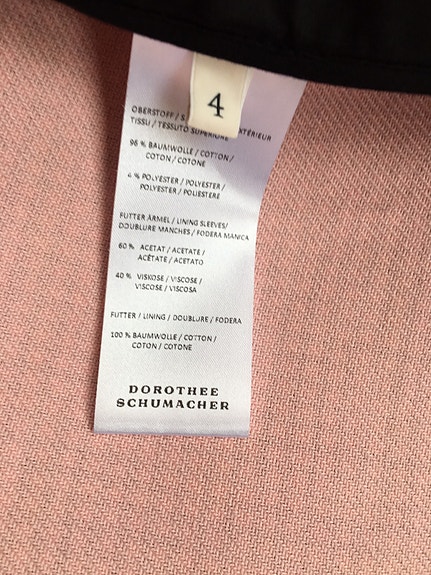 4
OBERSTOFF / S
XTÉRIEUR
TISSU / TESSUTO SUPERIORE
96 % BAUMWOLLE / COTTON /
COTON / COTONE
4 % POLYESTER / POLYESTER /
POLYESTER / POLIESTERE
FUTTER ÄRMEL / LINING SLEEVES/
DOUBLURE MANCHES / FODERA MANICA
60 % ACETAT / ACETATE /
ACÉTATE / ACETATO
40 % VISKOSE / VISCOSE /
VISCOSE / VISCOSA
FUTTER / LINING / DOUBLURE / FODERA
100 % BAUMWOLLE / COTTON /
COTON / COTONE
DOROTHEE
SCHUMACHER